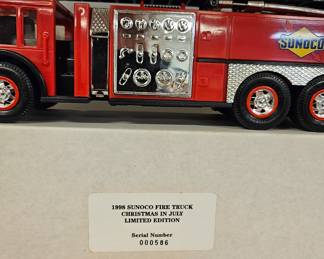 SUNOCO
1998 SUNOCO FIRE TRUCK
CHRISTMAS IN JULY
LIMITED EDITION
Serial Number
000586